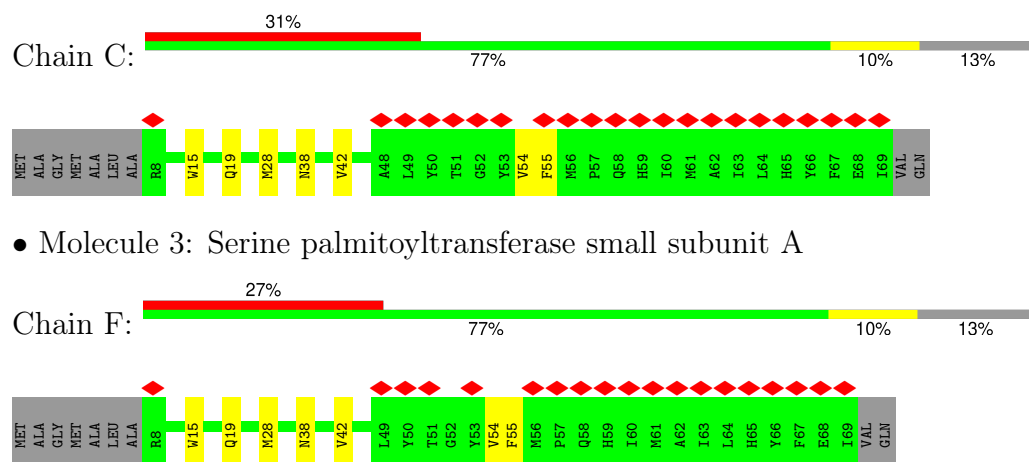 31%
Chain C:
77% 10% 13%
MET ALA GLY MET ALA LEU ALA R8 W15 Q19 M28 N38 V42 A48 L49 Y50 T51 G52 Y53 V54 F55 M56 P57 Q58 H59 I60 M61 A62 I63 L64 H65 Y66 F67 E68 I69 VAL GLN
• Molecule 3: Serine palmitoyltransferase small subunit A
27%
Chain F:
77% 10% 13%
MET ALA GLY MET ALA LEU ALA R8 W15 Q19 M28 N38 V42 L49 Y50 T51 G52 Y53 V54 F55 M56 P57 Q58 H59 I60 M61 A62 I63 L64 H65 Y66 F67 E68 I69 VAL GLN